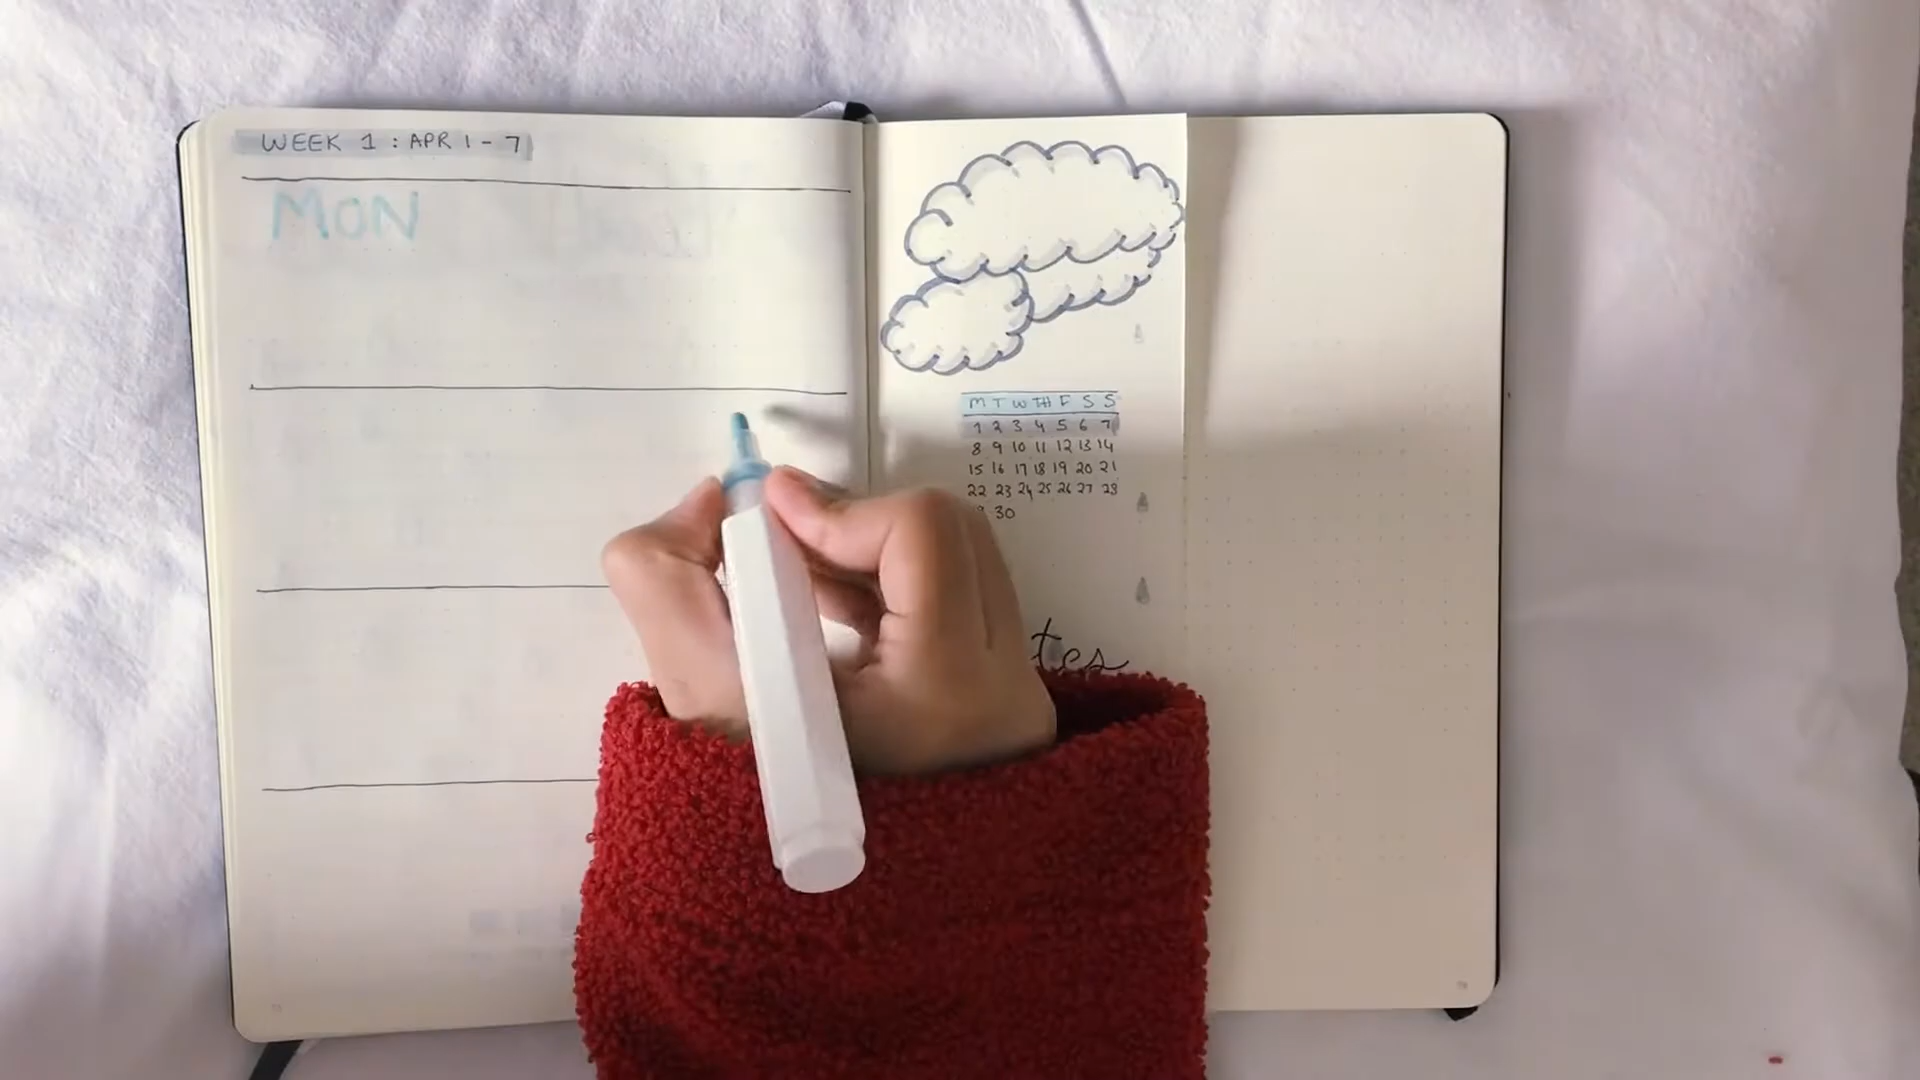 WEEK 1 : APR 1 - 7
MON
M T W TH F S S
1 2 3 4 5 6 7
8 9 10 11 12 13 14
15 16 17 18 19 20 21
22 23 24 25 26 27 28
30
tes